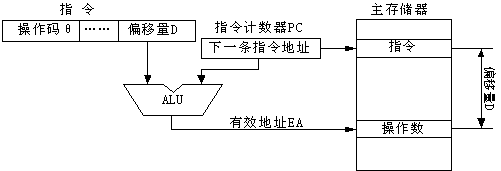 指 令
指令计数器PC
主存储器
操作码θ …… 偏移量D
下一条指令地址
指令
ALU
偏移量D
有效地址EA
操作数